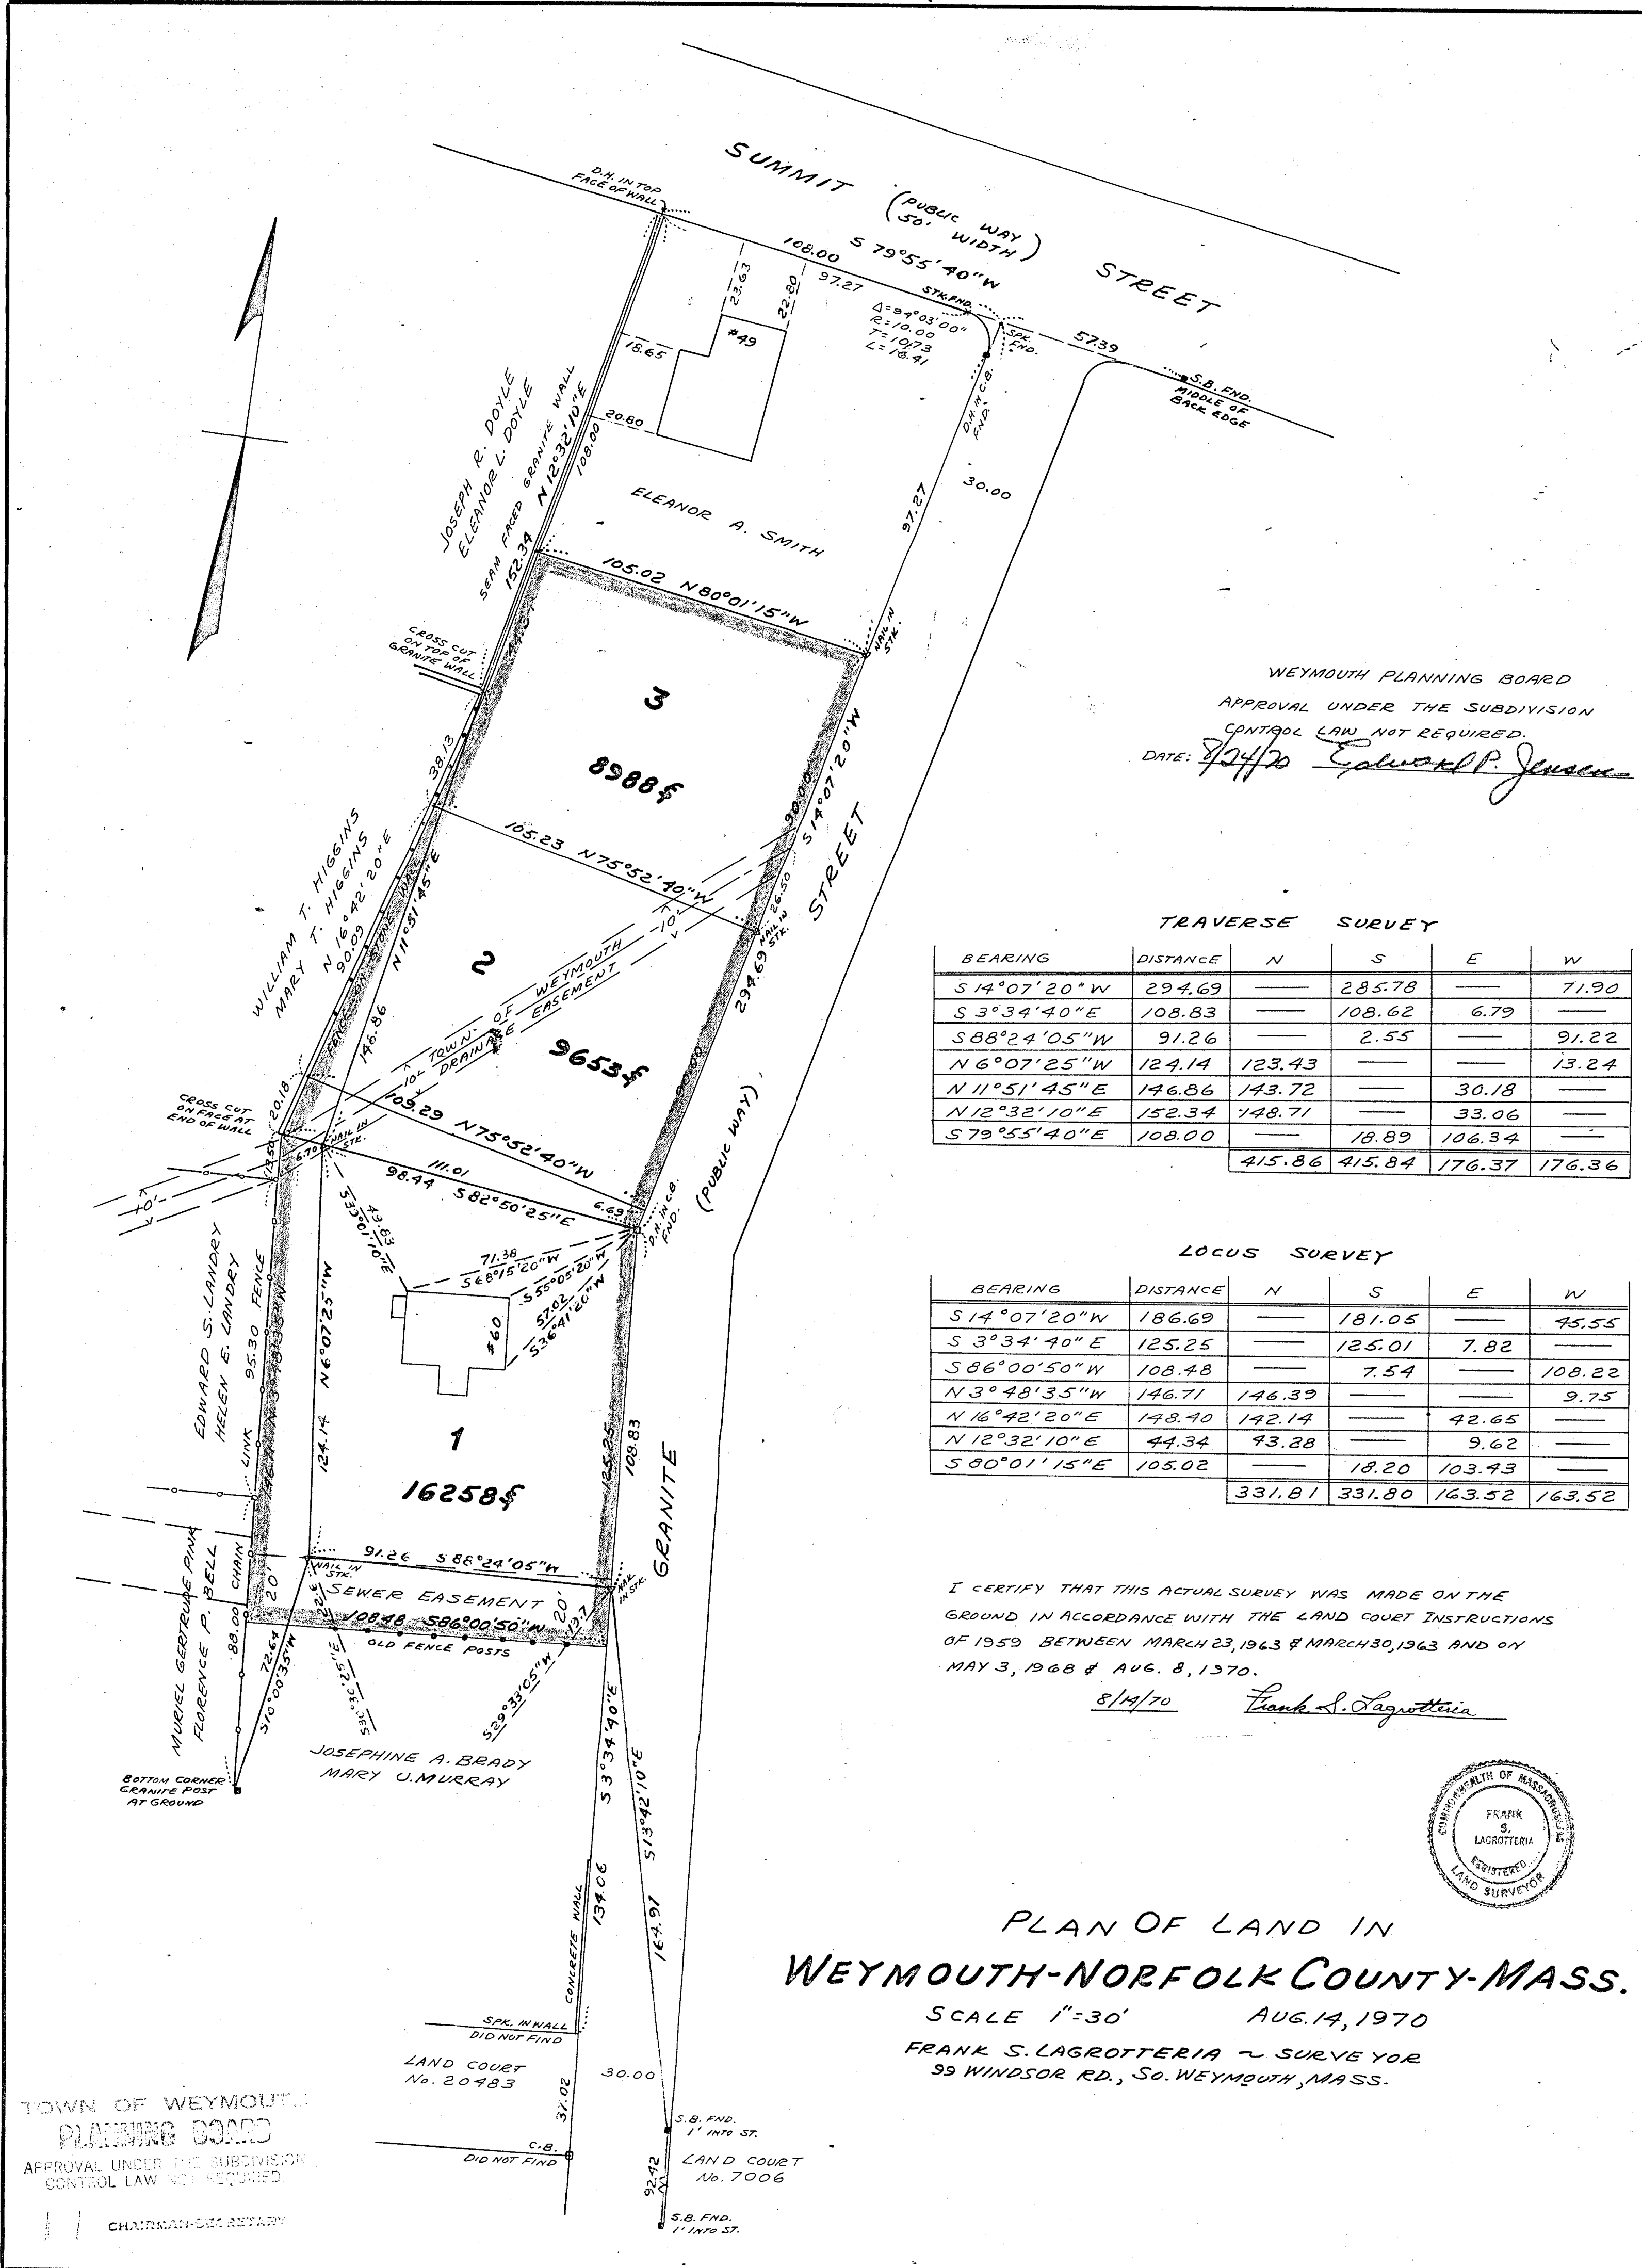 SUMMIT (PUBLIC WAY 50' WIDTH) STREET
D.H. IN TOP
FACE OF WALL
108.00 S 79°55'40"W
97.27
STK. FND.
SPK.
FND.
57.39
S.B. FND.
MIDDLE OF
BACK EDGE
Δ=94°03'00"
R=10.00
T=10.73
L=16.41
23.63
22.80
#49
18.65
20.80
D.H. IN C.B.
FND.
97.27
30.00
JOSEPH R. DOYLE
ELEANOR L. DOYLE
SEAM FACED GRANITE WALL
152.34 N 12°32'10"E
108.00
ELEANOR A. SMITH
105.02 N 80°01'15"W
NAIL IN
STK.
CROSS CUT
ON TOP OF
GRANITE WALL
3
8988
90.00 S 14°07'20"W
38.13
105.23 N 75°52'40"W
26.50
NAIL IN
STK.
294.69
WILLIAM T. HIGGINS
MARY T. HIGGINS
N 16°42'20"E
90.09
FENCE ON STONE WALL
146.86 N 11°51'45"E
2
9653
10' TOWN OF WEYMOUTH 10'
DRAINAGE EASEMENT
90.00
STREET
(PUBLIC WAY)
GRANITE
CROSS CUT
ON FACE AT
END OF WALL
20.18
6.70
NAIL IN
STK.
10'
109.29 N 75°52'40"W
111.01
98.44 S 82°50'25"E
6.69
D.H. IN C.B.
FND.
49.83
S 33°01'10"E
71.38
S 68°15'20"W
S 55°05'20"W
57.02
S 36°41'20"W
#60
EDWARD S. LANDRY
HELEN E. LANDRY
LINK 95.30 FENCE
124.14 N 6°07'25"W
1
16258
125.25
108.83
91.26 S 88°24'05"W
NAIL IN
STK.
NAIL IN
STK.
SEWER EASEMENT
20'
20'
19.7
108.48 S 86°00'50"W
OLD FENCE POSTS
MURIEL GERTRUDE PINK
FLORENCE P. BELL
88.00 CHAIN
72.64
S 10°00'35"W
S 29°33'05"W
BOTTOM CORNER
GRANITE POST
AT GROUND
JOSEPHINE A. BRADY
MARY U. MURRAY
S 3°34'40"E
134.06
CONCRETE WALL
S 13°42'10"E
164.97
SPK. IN WALL
DID NOT FIND
LAND COURT
No. 20483
30.00
37.02
C.B.
DID NOT FIND
S.B. FND.
1' INTO ST.
LAND COURT
No. 7006
92.42
S.B. FND.
1' INTO ST.
WEYMOUTH PLANNING BOARD
APPROVAL UNDER THE SUBDIVISION
CONTROL LAW NOT REQUIRED.
DATE: 8/24/70 Edward P. Jensen
TRAVERSE SURVEY
BEARING DISTANCE N S E W
S 14°07'20"W 294.69 — 285.78 — 71.90
S 3°34'40"E 108.83 — 108.62 6.79 —
S 88°24'05"W 91.26 — 2.55 — 91.22
N 6°07'25"W 124.14 123.43 — — 13.24
N 11°51'45"E 146.86 143.72 — 30.18 —
N 12°32'10"E 152.34 148.71 — 33.06 —
S 79°55'40"E 108.00 — 18.89 106.34 —
415.86 415.84 176.37 176.36
LOCUS SURVEY
BEARING DISTANCE N S E W
S 14°07'20"W 186.69 — 181.05 — 45.55
S 3°34'40"E 125.25 — 125.01 7.82 —
S 86°00'50"W 108.48 — 7.54 — 108.22
N 3°48'35"W 146.71 146.39 — — 9.75
N 16°42'20"E 148.40 142.14 — 42.65 —
N 12°32'10"E 44.34 43.28 — 9.62 —
S 80°01'15"E 105.02 — 18.20 103.43 —
331.81 331.80 163.52 163.52
I CERTIFY THAT THIS ACTUAL SURVEY WAS MADE ON THE
GROUND IN ACCORDANCE WITH THE LAND COURT INSTRUCTIONS
OF 1959 BETWEEN MARCH 23, 1963 & MARCH 30, 1963 AND ON
MAY 3, 1968 & AUG. 8, 1970.
8/14/70 Frank S. Lagrotteria
COMMONWEALTH OF MASSACHUSETTS
FRANK
S.
LAGROTTERIA
REGISTERED
LAND SURVEYOR
PLAN OF LAND IN
WEYMOUTH-NORFOLK COUNTY-MASS.
SCALE 1"=30' AUG. 14, 1970
FRANK S. LAGROTTERIA ~ SURVEYOR
99 WINDSOR RD., SO. WEYMOUTH, MASS.
TOWN OF WEYMOUT
PLANNING BOARD
APPROVAL UNDER THE SUBDIVISION
CONTROL LAW NOT REQUIRED
CHAIRMAN-SECRETARY